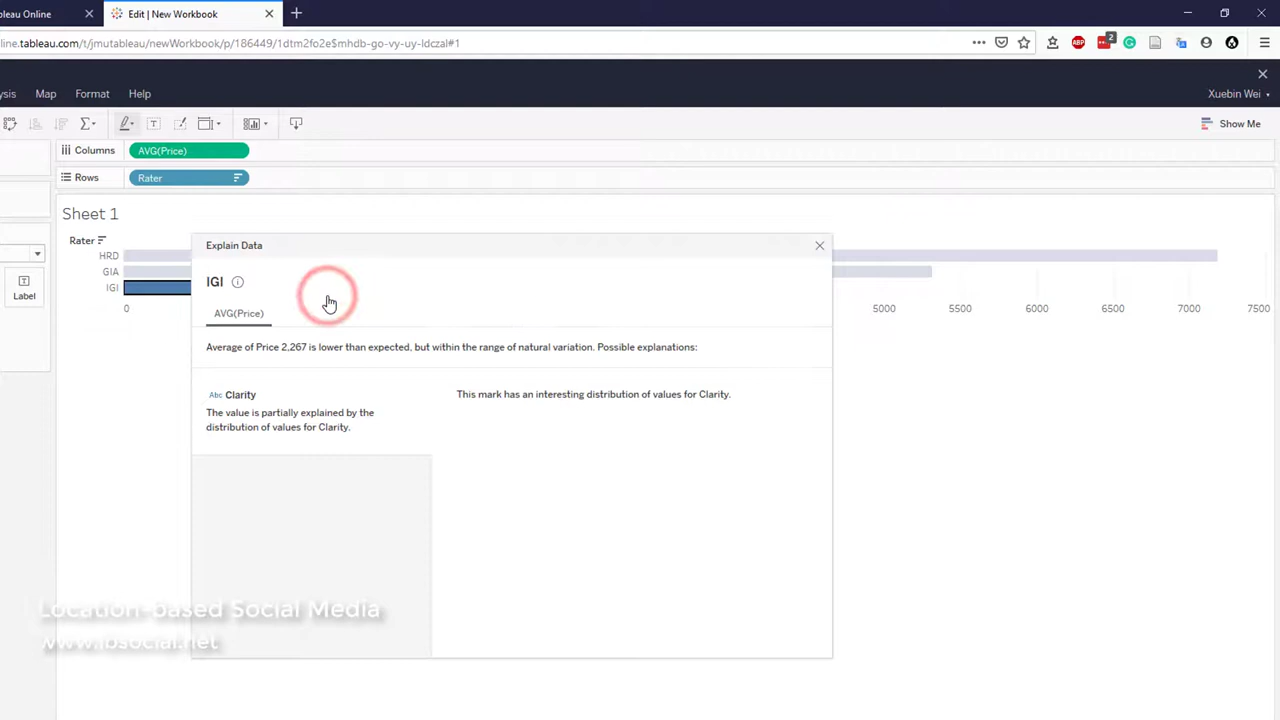 eau Online
Edit | New Workbook
line.tableau.com/t/jmutableau/newWorkbook/p/186449/1dtm2fo2e$mhdb-go-vy-uy-ldczal#1
2
ABP
ysis
Map
Format
Help
Xuebin Wei
Show Me
Columns
AVG(Price)
Rows
Rater
Sheet 1
Rater
HRD
GIA
IGI
0
5000
5500
6000
6500
7000
7500
Label
Explain Data
IGI
AVG(Price)
Average of Price 2,267 is lower than expected, but within the range of natural variation. Possible explanations:
Abc Clarity
The value is partially explained by the
distribution of values for Clarity.
This mark has an interesting distribution of values for Clarity.
Location-based Social Media
www.lbsocial.net